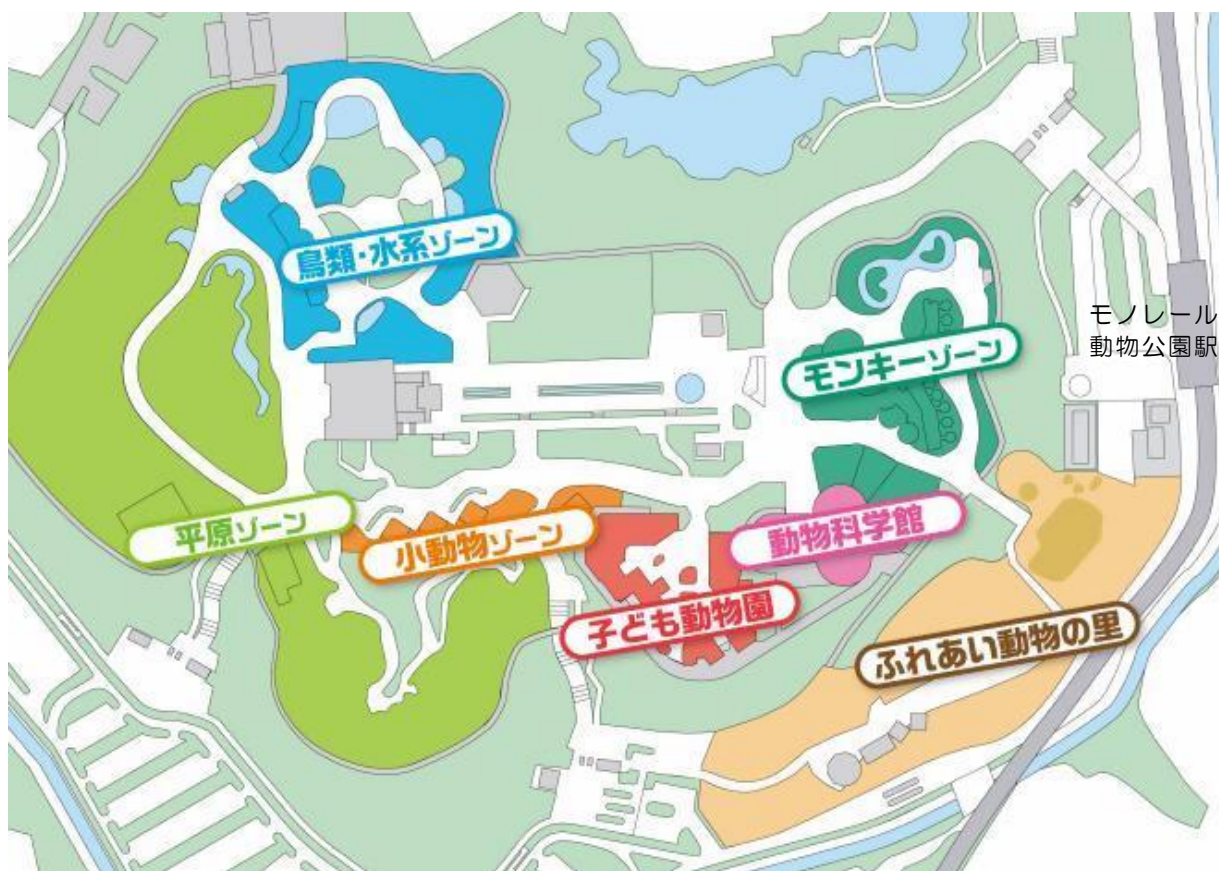 鳥類・水系ゾーン
モノレール
動物公園駅
モンキーゾーン
平原ゾーン
小動物ゾーン
動物科学館
子ども動物園
ふれあい動物の里